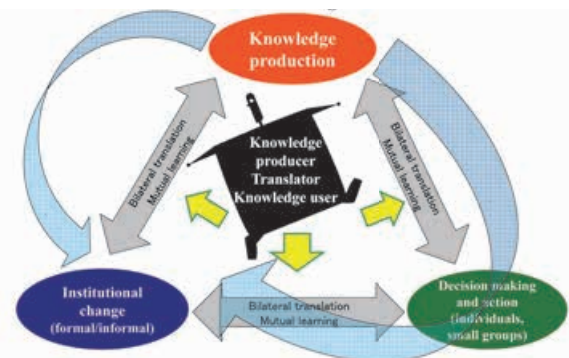 Knowledge
production
Bilateral translation
Mutual learning
Knowledge
producer
Translator
Knowledge user
Bilateral translation
Mutual learning
Institutional
change
(formal/informal)
Bilateral translation
Mutual learning
Decision making
and action
(individuals,
small groups)